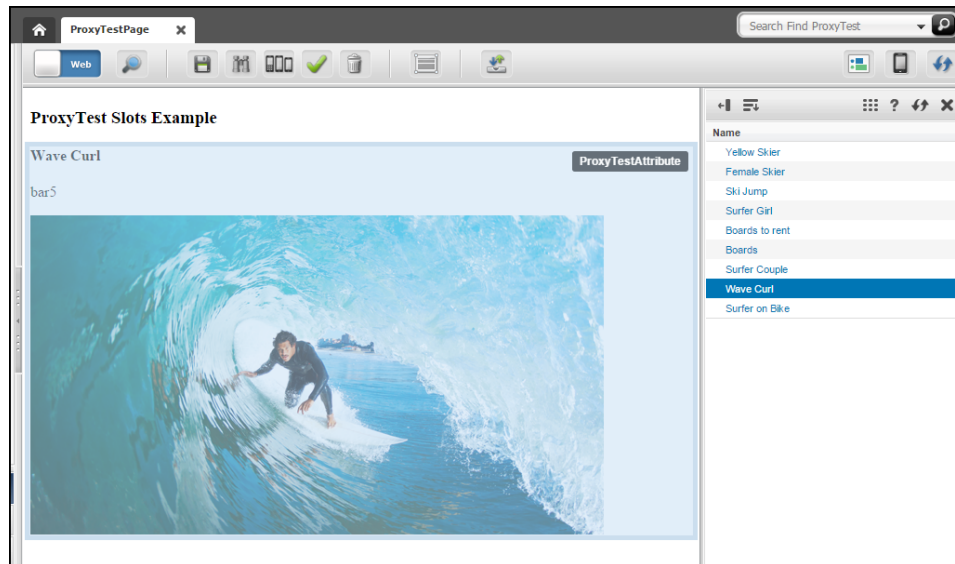 ProxyTestPage
Search Find ProxyTest
Web
ProxyTest Slots Example
Wave Curl
ProxyTestAttribute
bar5
?
Name
Yellow Skier
Female Skier
Ski Jump
Surfer Girl
Boards to rent
Boards
Surfer Couple
Wave Curl
Surfer on Bike